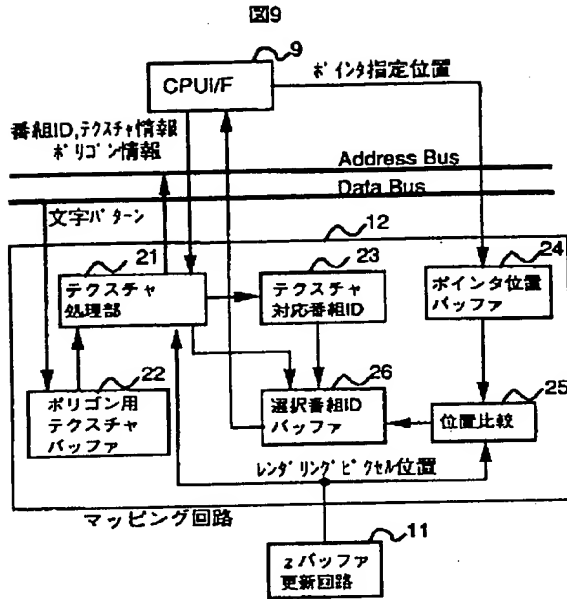 図9
9
CPUi/F
ポインタ指定位置
番組ID,テクスチャ情報
ポリゴン情報
Address Bus
Data Bus
文字パターン
12
21
テクスチャ
処理部
23
テクスチャ
対応番組ID
24
ポインタ位置
バッファ
22
ポリゴン用
テクスチャ
バッファ
26
選択番組ID
バッファ
25
位置比較
レンダリングピクセル位置
マッピング回路
11
zバッファ
更新回路